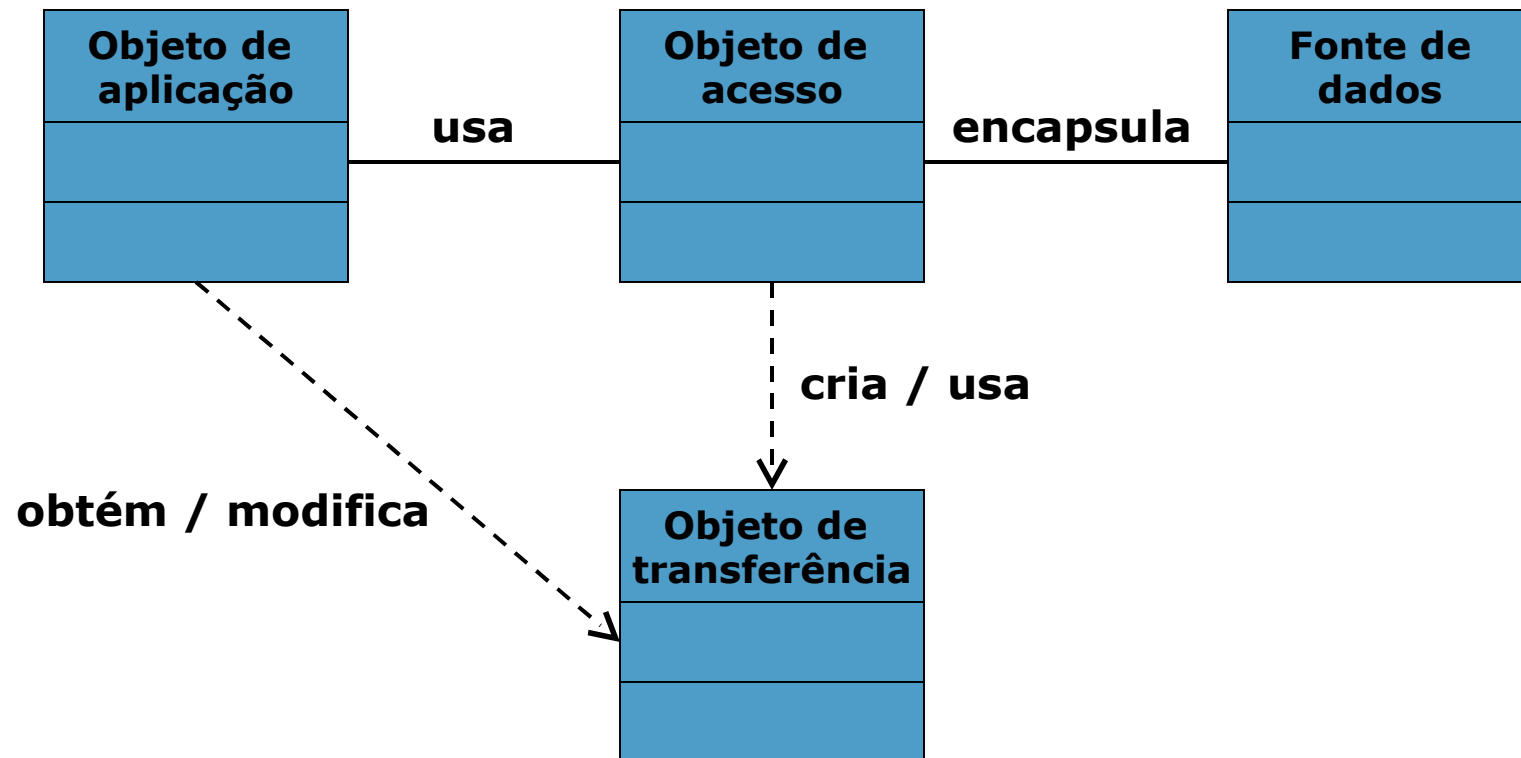 Objeto de
aplicação
usa
Objeto de
acesso
encapsula
Fonte de
dados
cria / usa
obtém / modifica
Objeto de
transferência